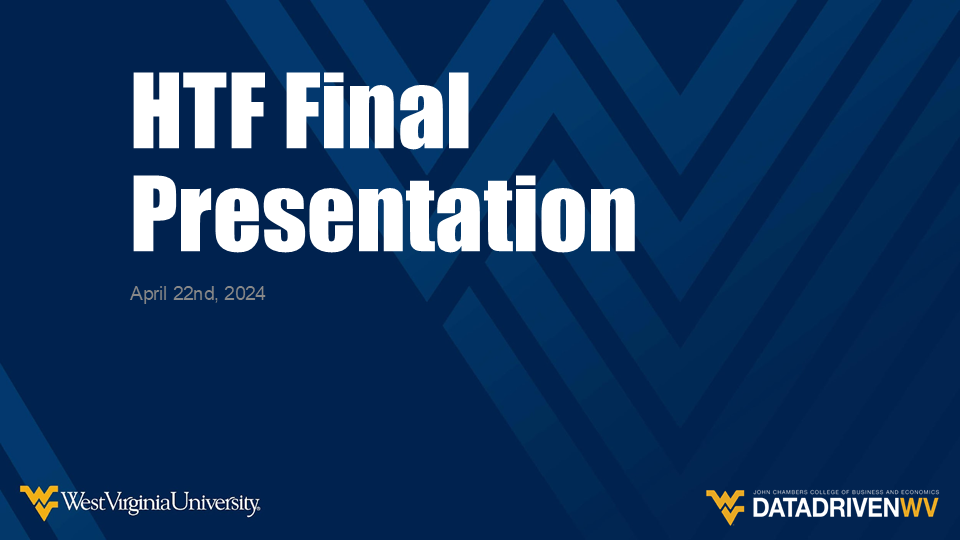 HTF Final
Presentation
April 22nd, 2024
WestVirginiaUniversity.
JOHN CHAMBERS COLLEGE OF BUSINESS AND ECONOMICS
DATADRIVENWV